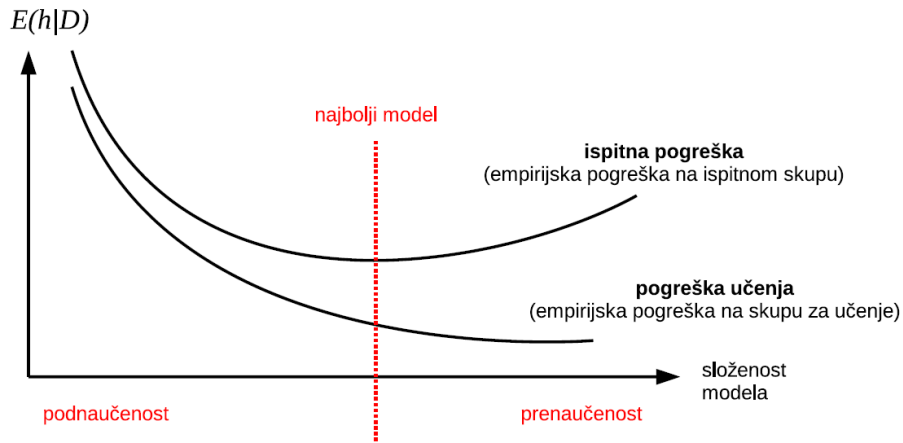 E(h|D)
najbolji model
ispitna pogreška
(empirijska pogreška na ispitnom skupu)
pogreška učenja
(empirijska pogreška na skupu za učenje)
složenost
modela
podnaučenost
prenaučenost